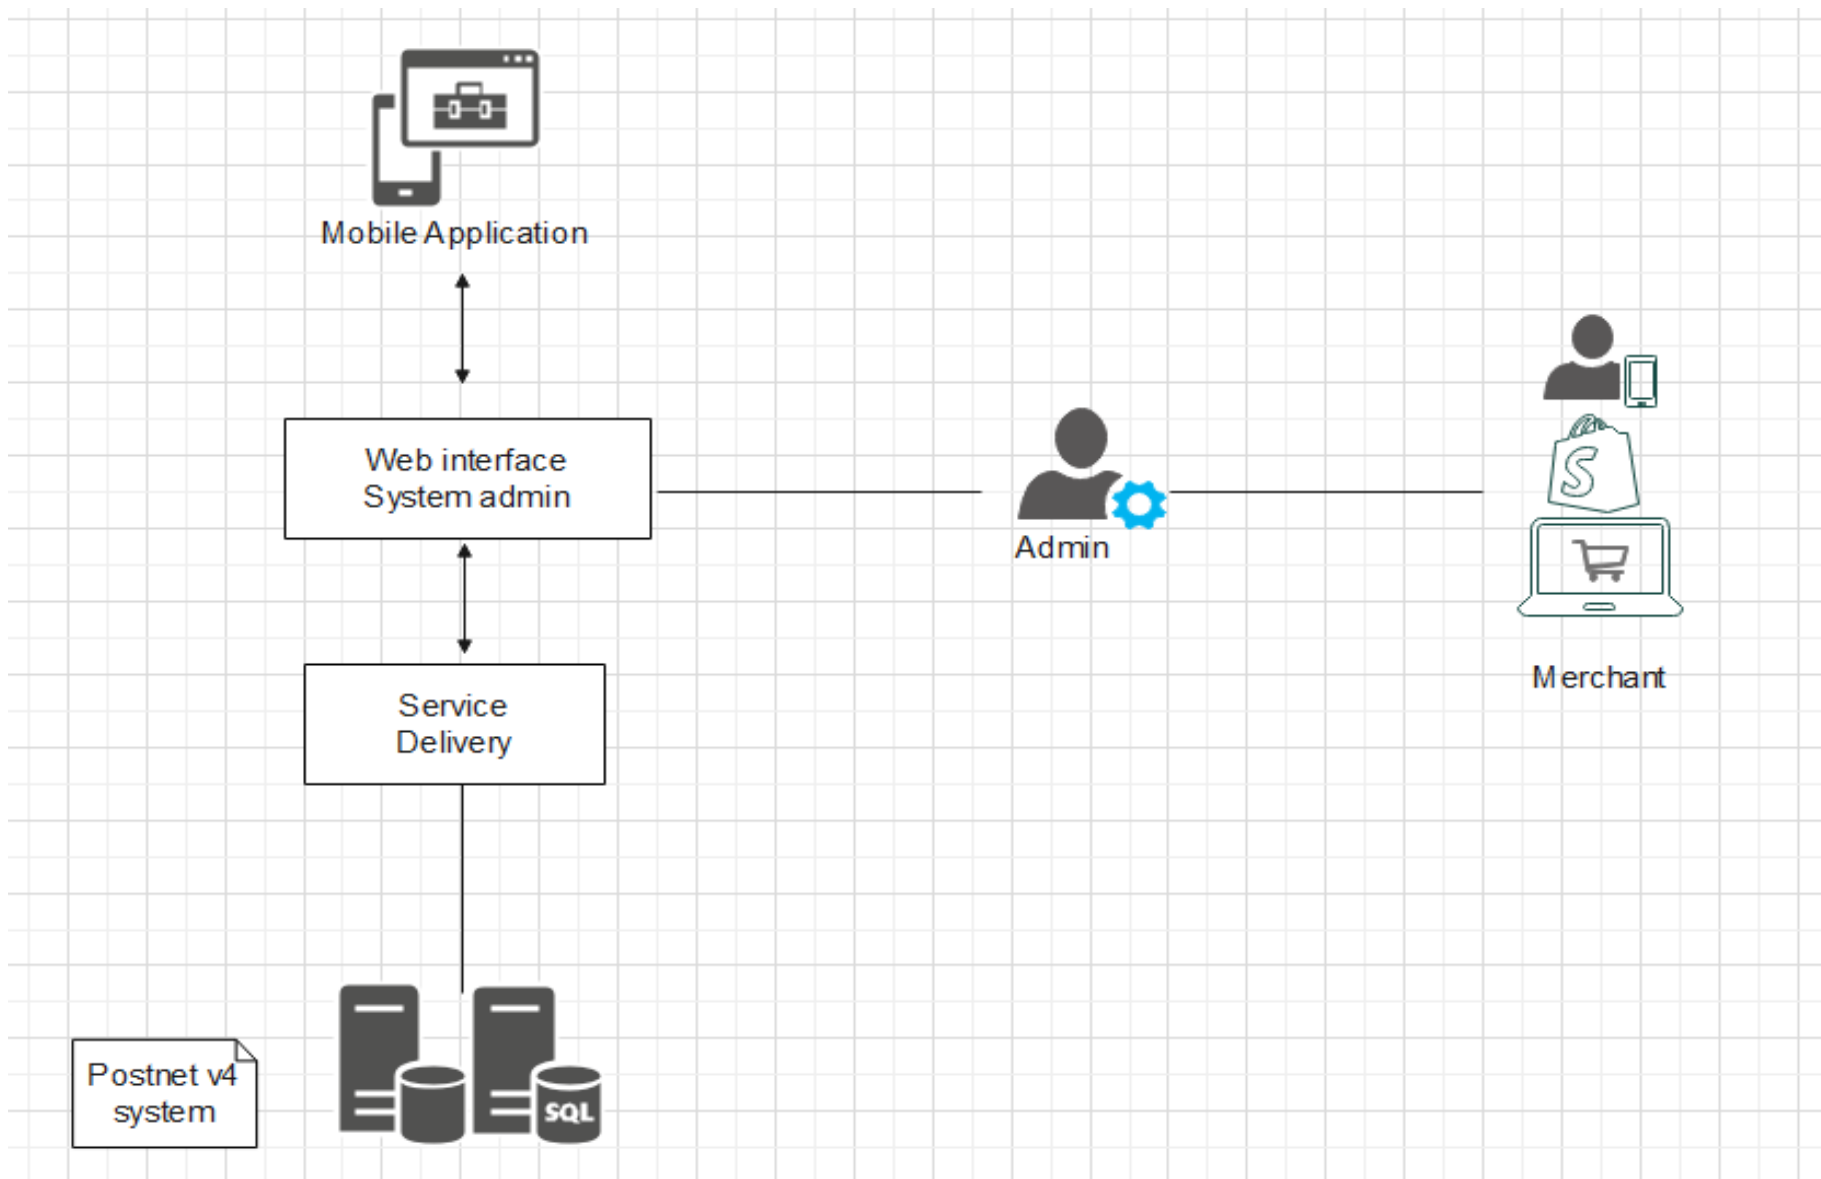 Mobile Application
Web interface
System admin
Admin
S
Merchant
Service
Delivery
Postnet v4
system
SQL